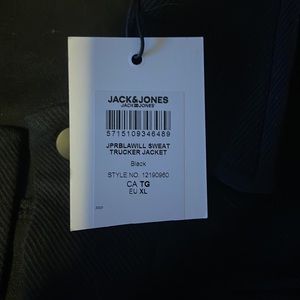 JACK&JONES
JACK JONES
5715109346489
JPRBLAWILL SWEAT
TRUCKER JACKET
Black
STYLE NO. 12190960
CA TG
EU XL